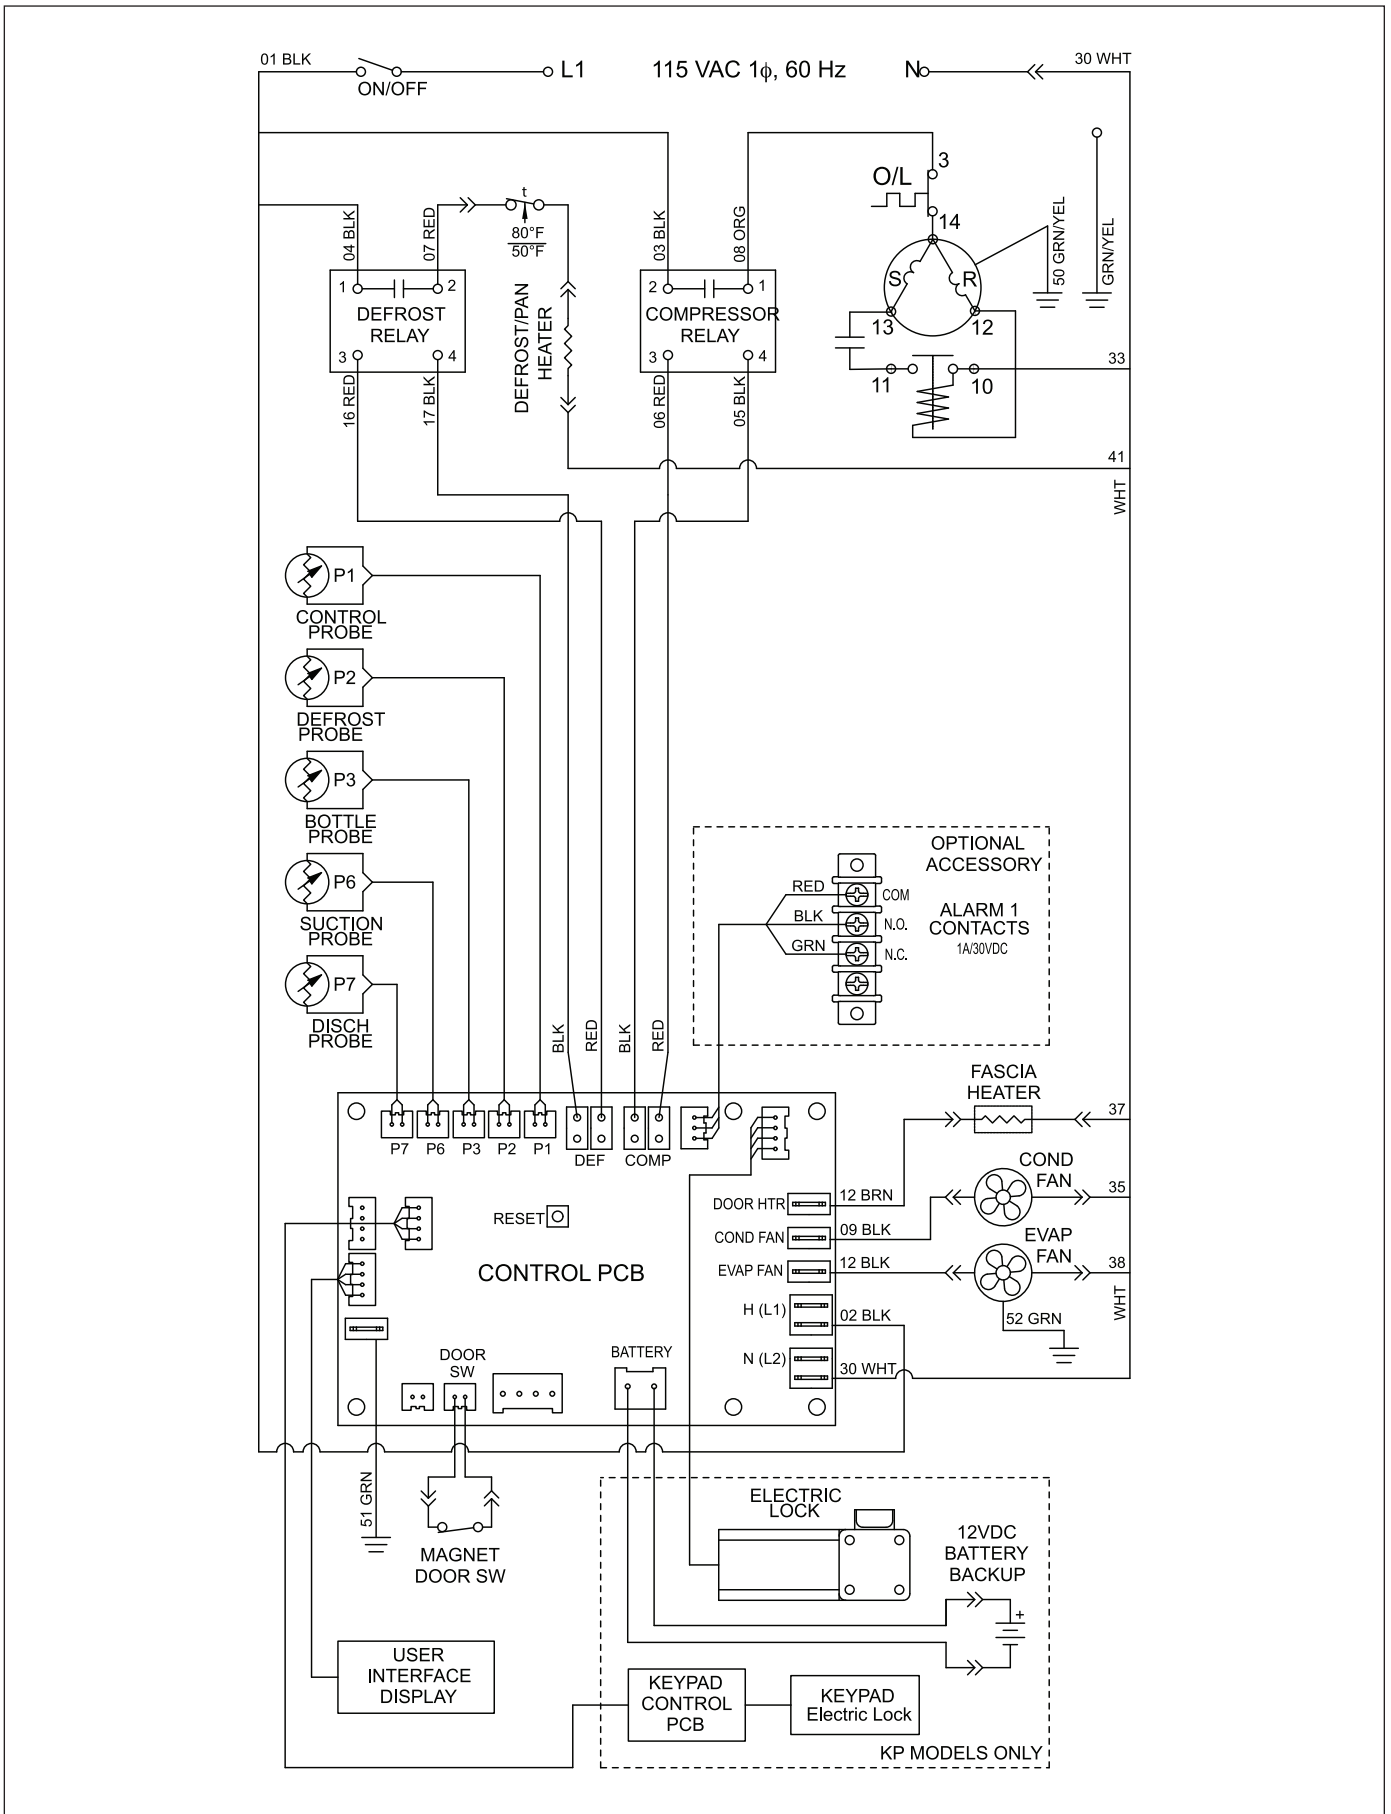 01 BLK
ON/OFF
L1
115 VAC 1ϕ, 60 Hz
N
30 WHT
04 BLK
07 RED
t
80°F
50°F
03 BLK
08 ORG
O/L
3
14
S
R
13
12
11
10
50 GRN/YEL
GRN/YEL
1
2
DEFROST
RELAY
3
4
DEFROST/PAN
HEATER
2
1
COMPRESSOR
RELAY
3
4
33
16 RED
17 BLK
06 RED
05 BLK
41
WHT
P1
CONTROL
PROBE
P2
DEFROST
PROBE
P3
BOTTLE
PROBE
P6
SUCTION
PROBE
P7
DISCH
PROBE
OPTIONAL
ACCESSORY
RED
COM
BLK
N.O.
GRN
N.C.
ALARM 1
CONTACTS
1A/30VDC
BLK
RED
BLK
RED
FASCIA
HEATER
37
P7
P6
P3
P2
P1
DEF
COMP
COND
FAN
35
DOOR HTR
12 BRN
RESET
COND FAN
09 BLK
EVAP
FAN
38
CONTROL PCB
EVAP FAN
12 BLK
H (L1)
02 BLK
52 GRN
WHT
DOOR
SW
BATTERY
N (L2)
30 WHT
51 GRN
MAGNET
DOOR SW
ELECTRIC
LOCK
12VDC
BATTERY
BACKUP
+
USER
INTERFACE
DISPLAY
KEYPAD
CONTROL
PCB
KEYPAD
Electric Lock
KP MODELS ONLY